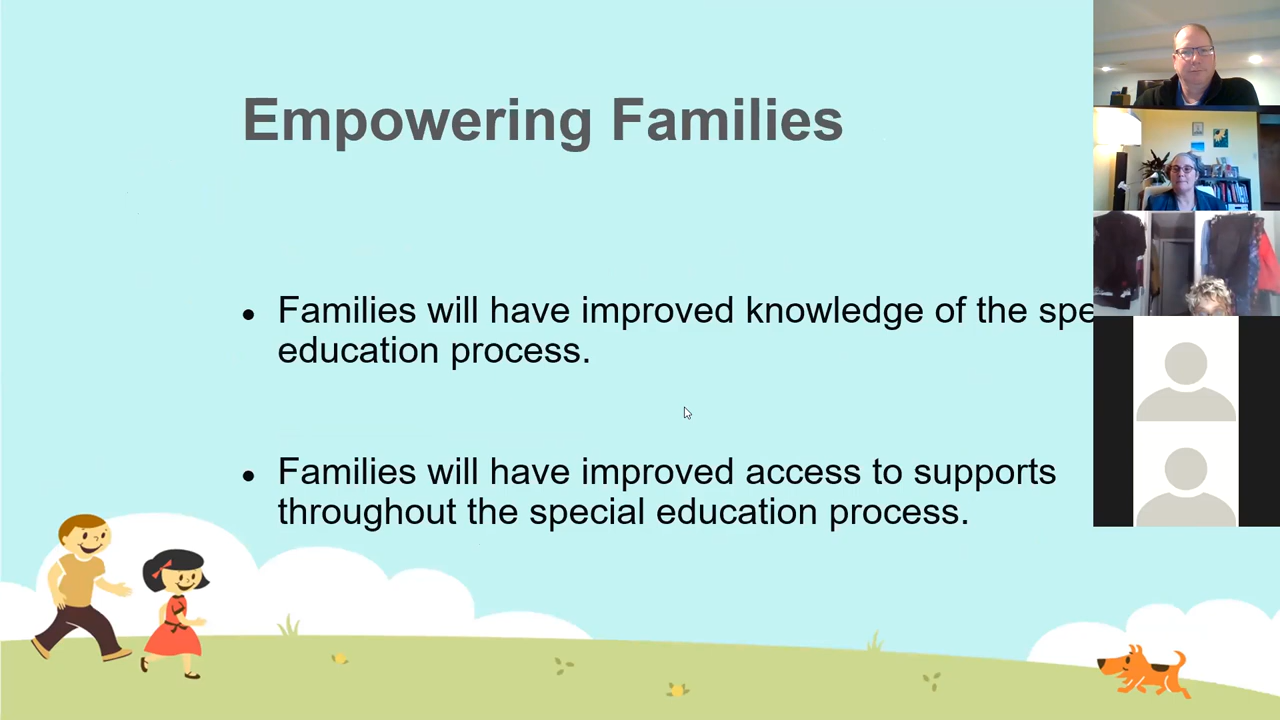 Empowering Families
• Families will have improved knowledge of the spe
education process.
• Families will have improved access to supports
throughout the special education process.